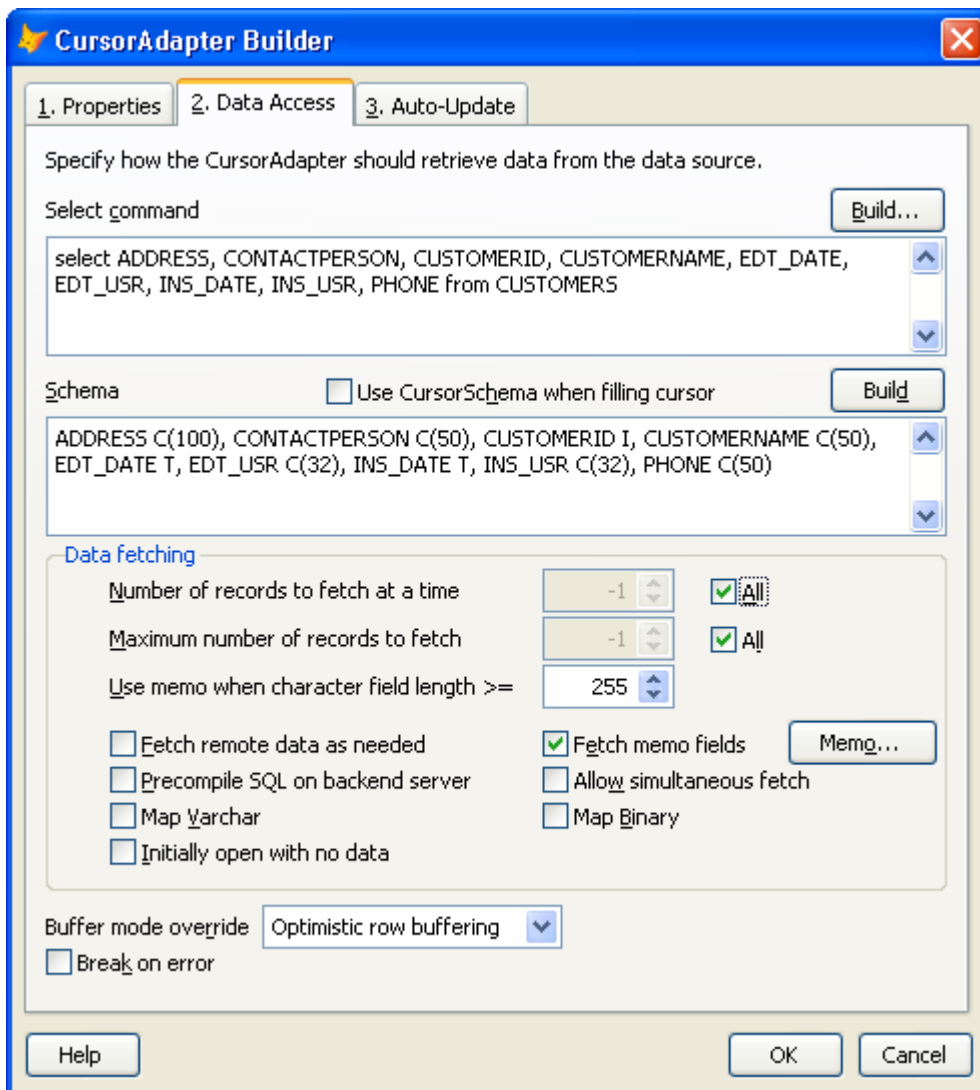 CursorAdapter Builder
1. Properties
2. Data Access
3. Auto-Update
Specify how the CursorAdapter should retrieve data from the data source.
Select command
Build...
select ADDRESS, CONTACTPERSON, CUSTOMERID, CUSTOMERNAME, EDT_DATE,
EDT_USR, INS_DATE, INS_USR, PHONE from CUSTOMERS
Schema
Use CursorSchema when filling cursor
Build
ADDRESS C(100), CONTACTPERSON C(50), CUSTOMERID I, CUSTOMERNAME C(50),
EDT_DATE T, EDT_USR C(32), INS_DATE T, INS_USR C(32), PHONE C(50)
Data fetching
Number of records to fetch at a time
-1
All
Maximum number of records to fetch
-1
All
Use memo when character field length >=
255
Fetch remote data as needed
Fetch memo fields
Memo...
Precompile SQL on backend server
Allow simultaneous fetch
Map Varchar
Map Binary
Initially open with no data
Buffer mode override
Optimistic row buffering
Break on error
Help
OK
Cancel